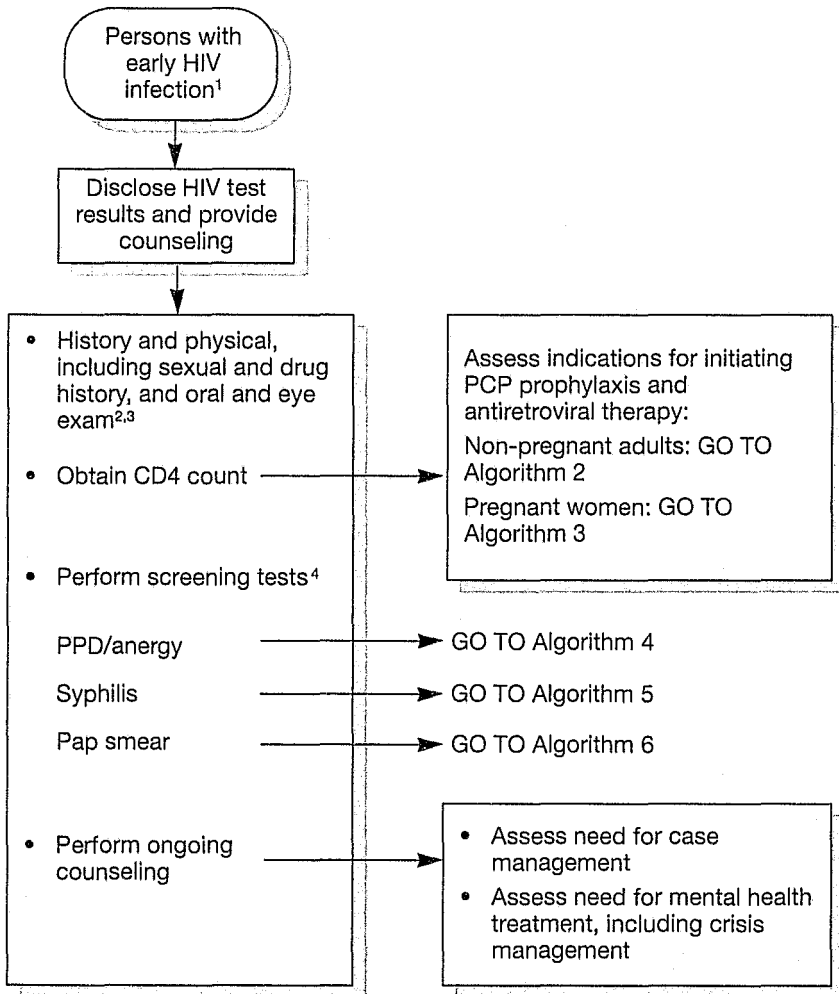 Persons with
early HIV
infection¹
Disclose HIV test
results and provide
counseling
• History and physical,
including sexual and drug
history, and oral and eye
exam²,³
• Obtain CD4 count
Assess indications for initiating
PCP prophylaxis and
antiretroviral therapy:
Non-pregnant adults: GO TO
Algorithm 2
Pregnant women: GO TO
Algorithm 3
• Perform screening tests⁴
PPD/anergy
GO TO Algorithm 4
Syphilis
GO TO Algorithm 5
Pap smear
GO TO Algorithm 6
• Perform ongoing
counseling
• Assess need for case
management
• Assess need for mental health
treatment, including crisis
management